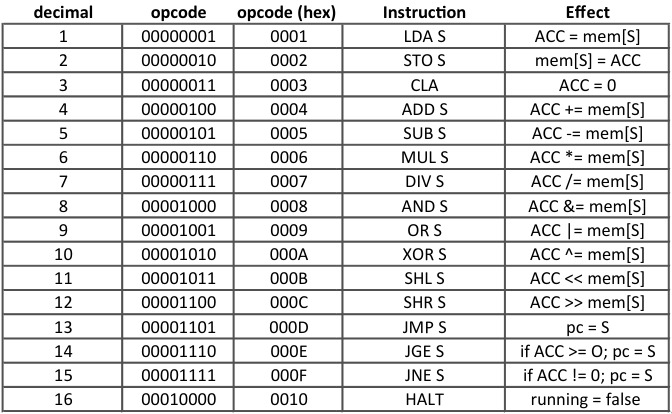 decimal opcode opcode (hex) Instruction Effect
1 00000001 0001 LDA S ACC = mem[S]
2 00000010 0002 STO S mem[S] = ACC
3 00000011 0003 CLA ACC = 0
4 00000100 0004 ADD S ACC += mem[S]
5 00000101 0005 SUB S ACC -= mem[S]
6 00000110 0006 MUL S ACC *= mem[S]
7 00000111 0007 DIV S ACC /= mem[S]
8 00001000 0008 AND S ACC &= mem[S]
9 00001001 0009 OR S ACC |= mem[S]
10 00001010 000A XOR S ACC ^= mem[S]
11 00001011 000B SHL S ACC << mem[S]
12 00001100 000C SHR S ACC >> mem[S]
13 00001101 000D JMP S pc = S
14 00001110 000E JGE S if ACC >= O; pc = S
15 00001111 000F JNE S if ACC != 0; pc = S
16 00010000 0010 HALT running = false